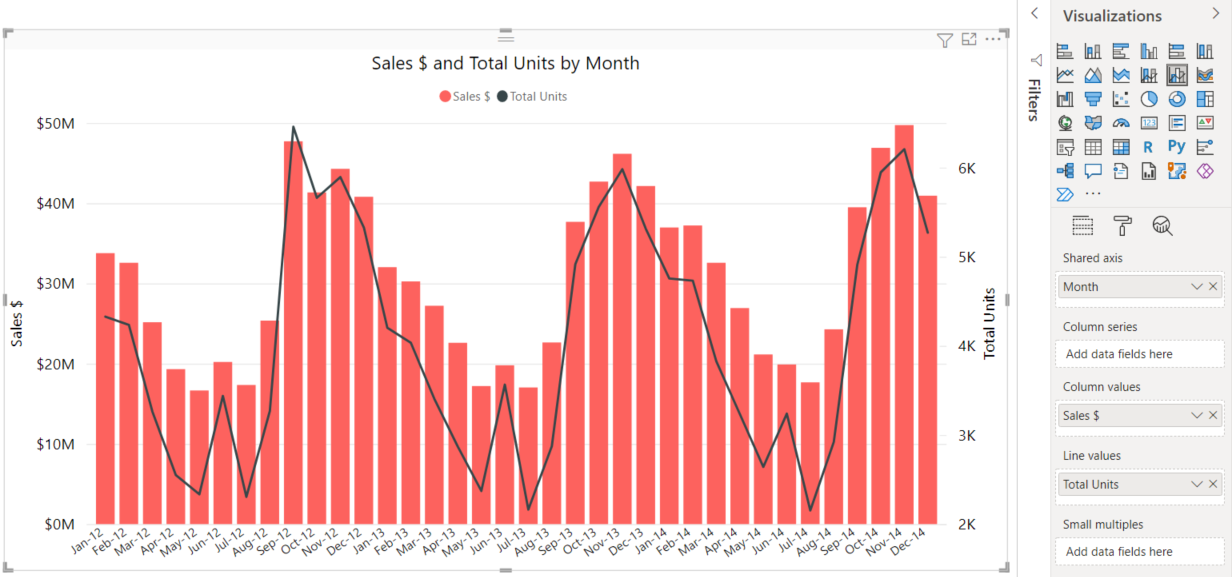 Visualizations
Sales $ and Total Units by Month
Sales $ Total Units
$50M
$40M
$30M
$20M
$10M
$0M
Sales $
6K
5K
4K
3K
2K
Total Units
Jan-12 Feb-12 Mar-12 Apr-12 May-12 Jun-12 Jul-12 Aug-12 Sep-12 Oct-12 Nov-12 Dec-12 Jan-13 Feb-13 Mar-13 Apr-13 May-13 Jun-13 Jul-13 Aug-13 Sep-13 Oct-13 Nov-13 Dec-13 Jan-14 Feb-14 Mar-14 Apr-14 May-14 Jun-14 Jul-14 Aug-14 Sep-14 Oct-14 Nov-14 Dec-14
Filters
123
R Py
Shared axis
Month
Column series
Add data fields here
Column values
Sales $
Line values
Total Units
Small multiples
Add data fields here